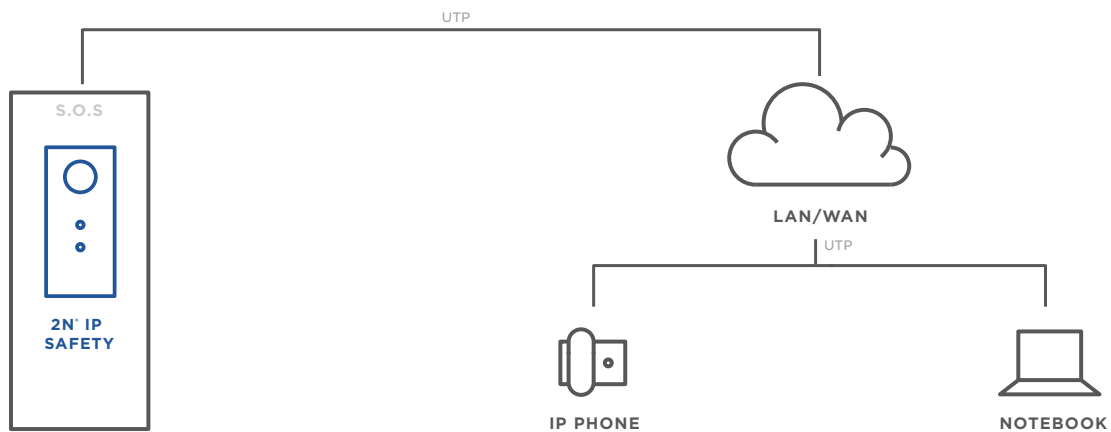 UTP
S.O.S
2N® IP
SAFETY
LAN/WAN
UTP
IP PHONE
NOTEBOOK